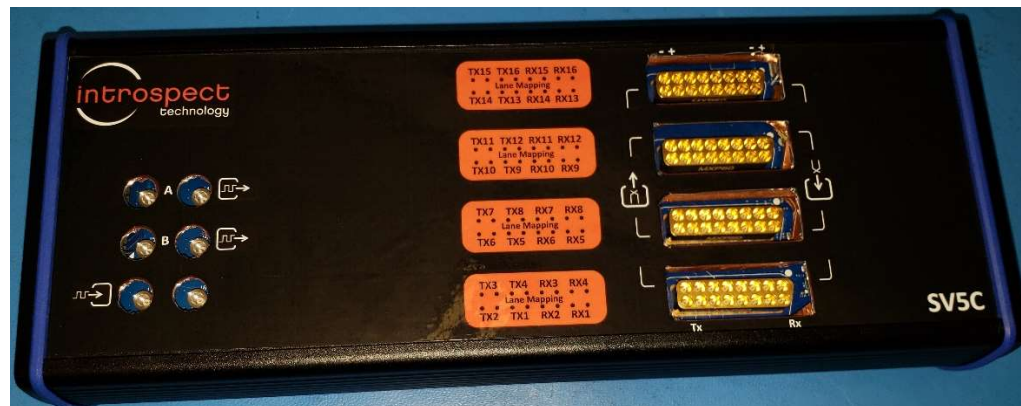 introspect
technology
A
B
TX15 TX16 RX15 RX16
Lane Mapping
TX14 TX13 RX14 RX13
TX11 TX12 RX11 RX12
Lane Mapping
TX10 TX9 RX10 RX9
TX7 TX8 RX7 RX8
Lane Mapping
TX6 TX5 RX6 RX5
TX3 TX4 RX3 RX4
Lane Mapping
TX2 TX1 RX2 RX1
- + - +
Tx Rx
SV5C